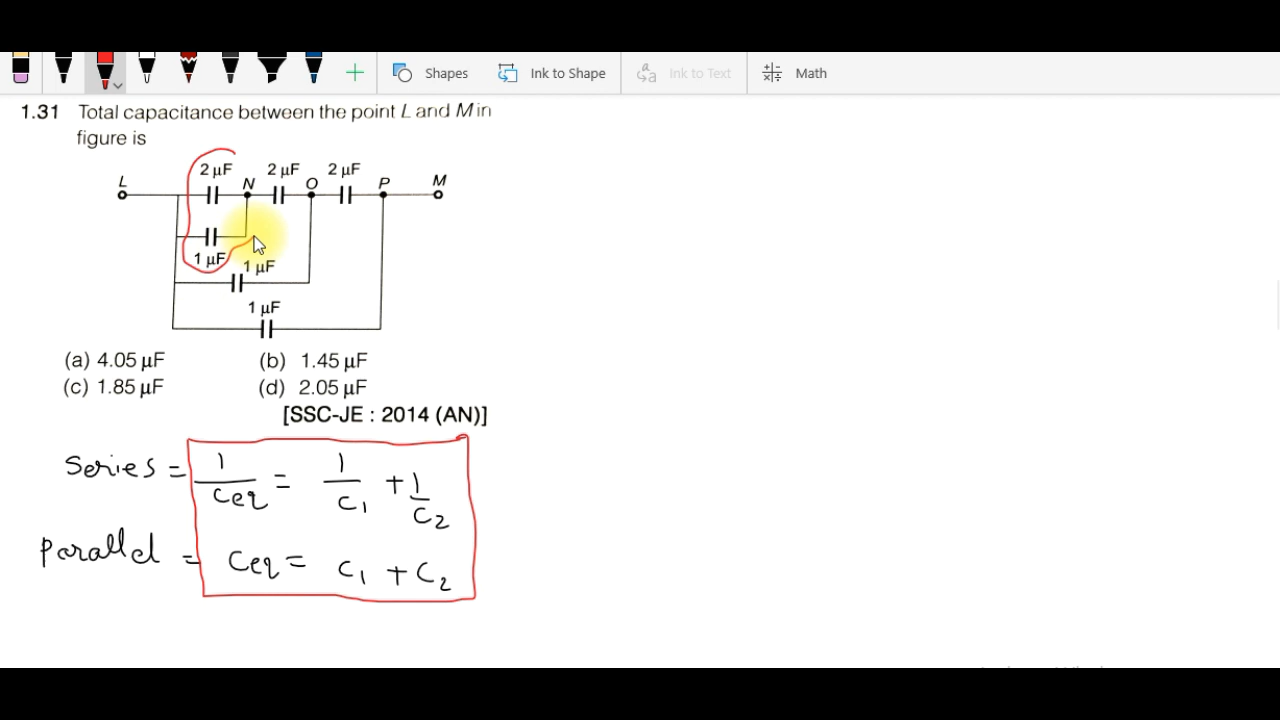 Shapes Ink to Shape Ink to Text Math
1.31 Total capacitance between the point L and M in
figure is
2 μF 2 μF 2 μF
L N O P M
1 μF 1 μF
1 μF
(a) 4.05 μF (b) 1.45 μF
(c) 1.85 μF (d) 2.05 μF
[SSC-JE : 2014 (AN)]
Series = 1/Ceq = 1/C1 + 1/C2
Parallel = Ceq = C1 + C2